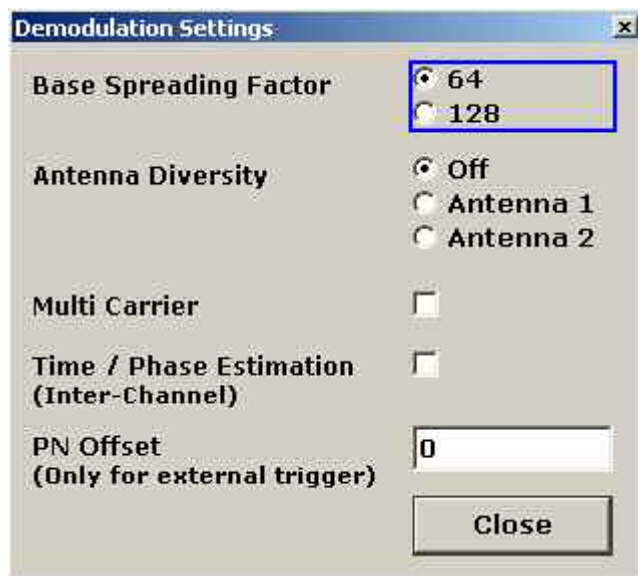 Demodulation Settings
Base Spreading Factor
64
128
Antenna Diversity
Off
Antenna 1
Antenna 2
Multi Carrier
Time / Phase Estimation
(Inter-Channel)
PN Offset
(Only for external trigger)
0
Close